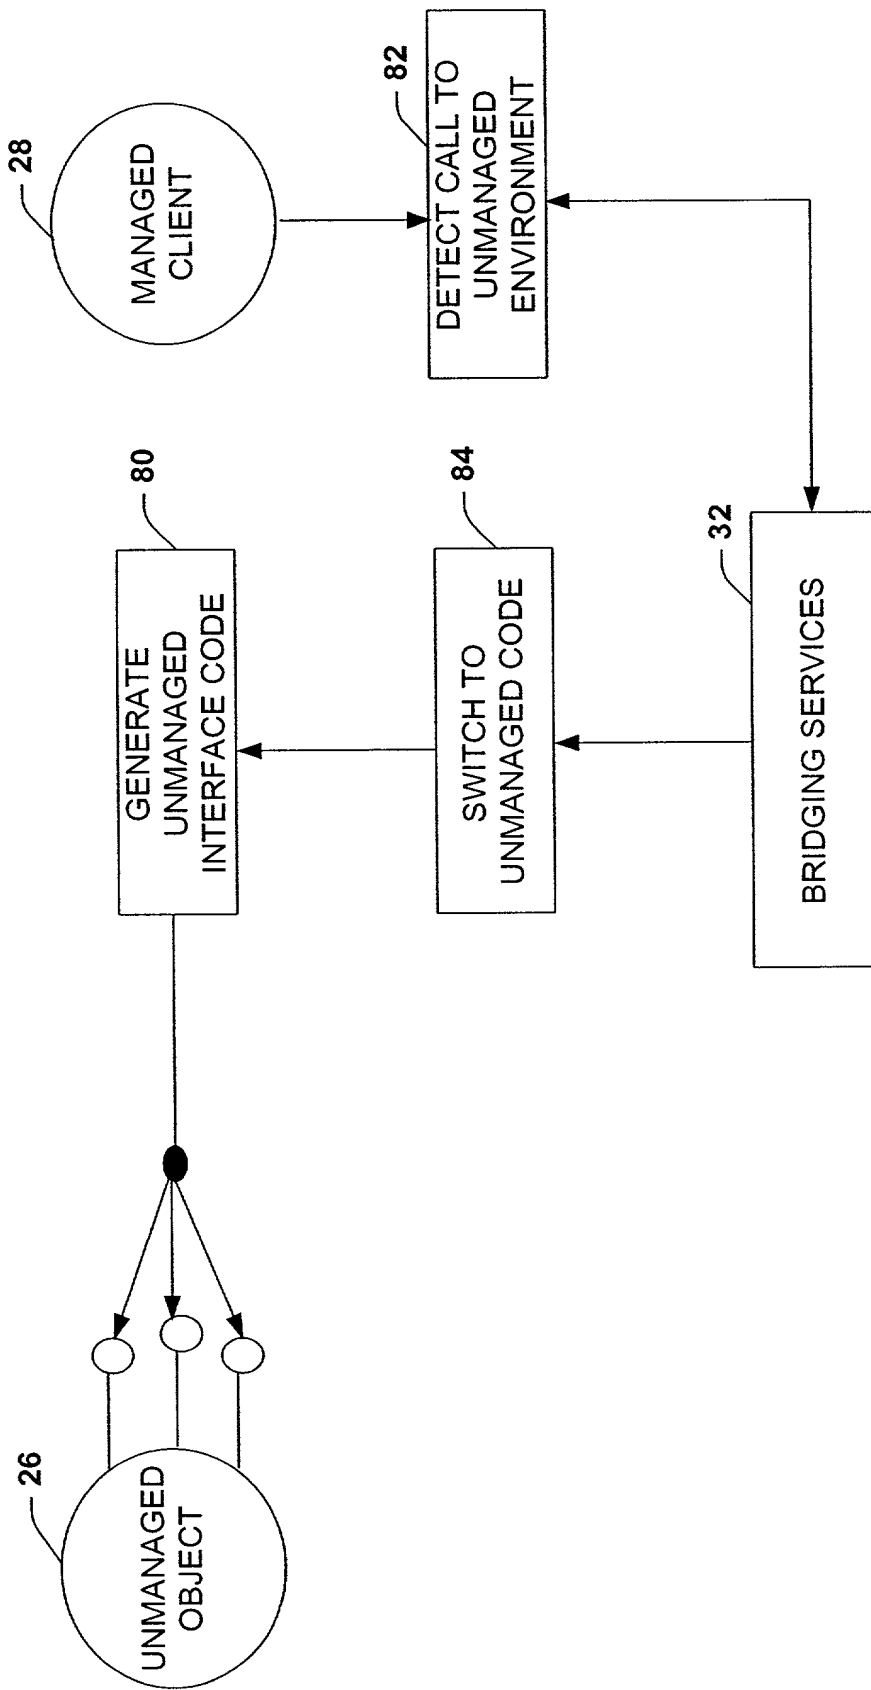 26
UNMANAGED
OBJECT
80
GENERATE
UNMANAGED
INTERFACE CODE
28
MANAGED
CLIENT
84
SWITCH TO
UNMANAGED CODE
82
DETECT CALL TO
UNMANAGED
ENVIRONMENT
32
BRIDGING SERVICES